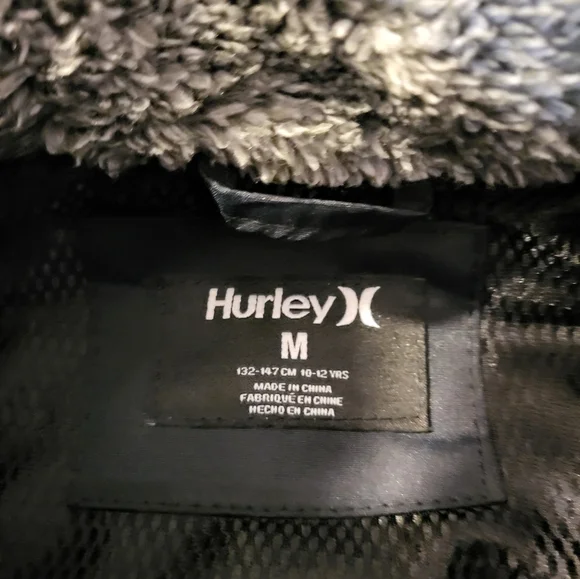 Hurley
M
132-147 CM 10-12 YRS
MADE IN CHINA
FABRIQUÉ EN CHINE
HECHO EN CHINA